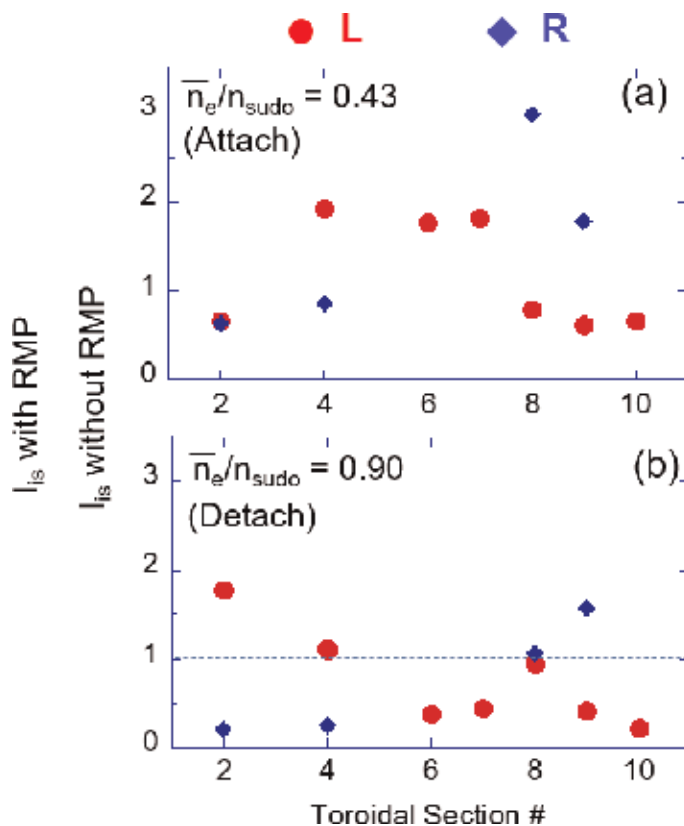 L R
n̅e/nsudo = 0.43 (a)
(Attach)
3
2
1
0
2 4 6 8 10
Iis with RMP
Iis without RMP
n̅e/nsudo = 0.90 (b)
(Detach)
3
2
1
0
2 4 6 8 10
Toroidal Section #